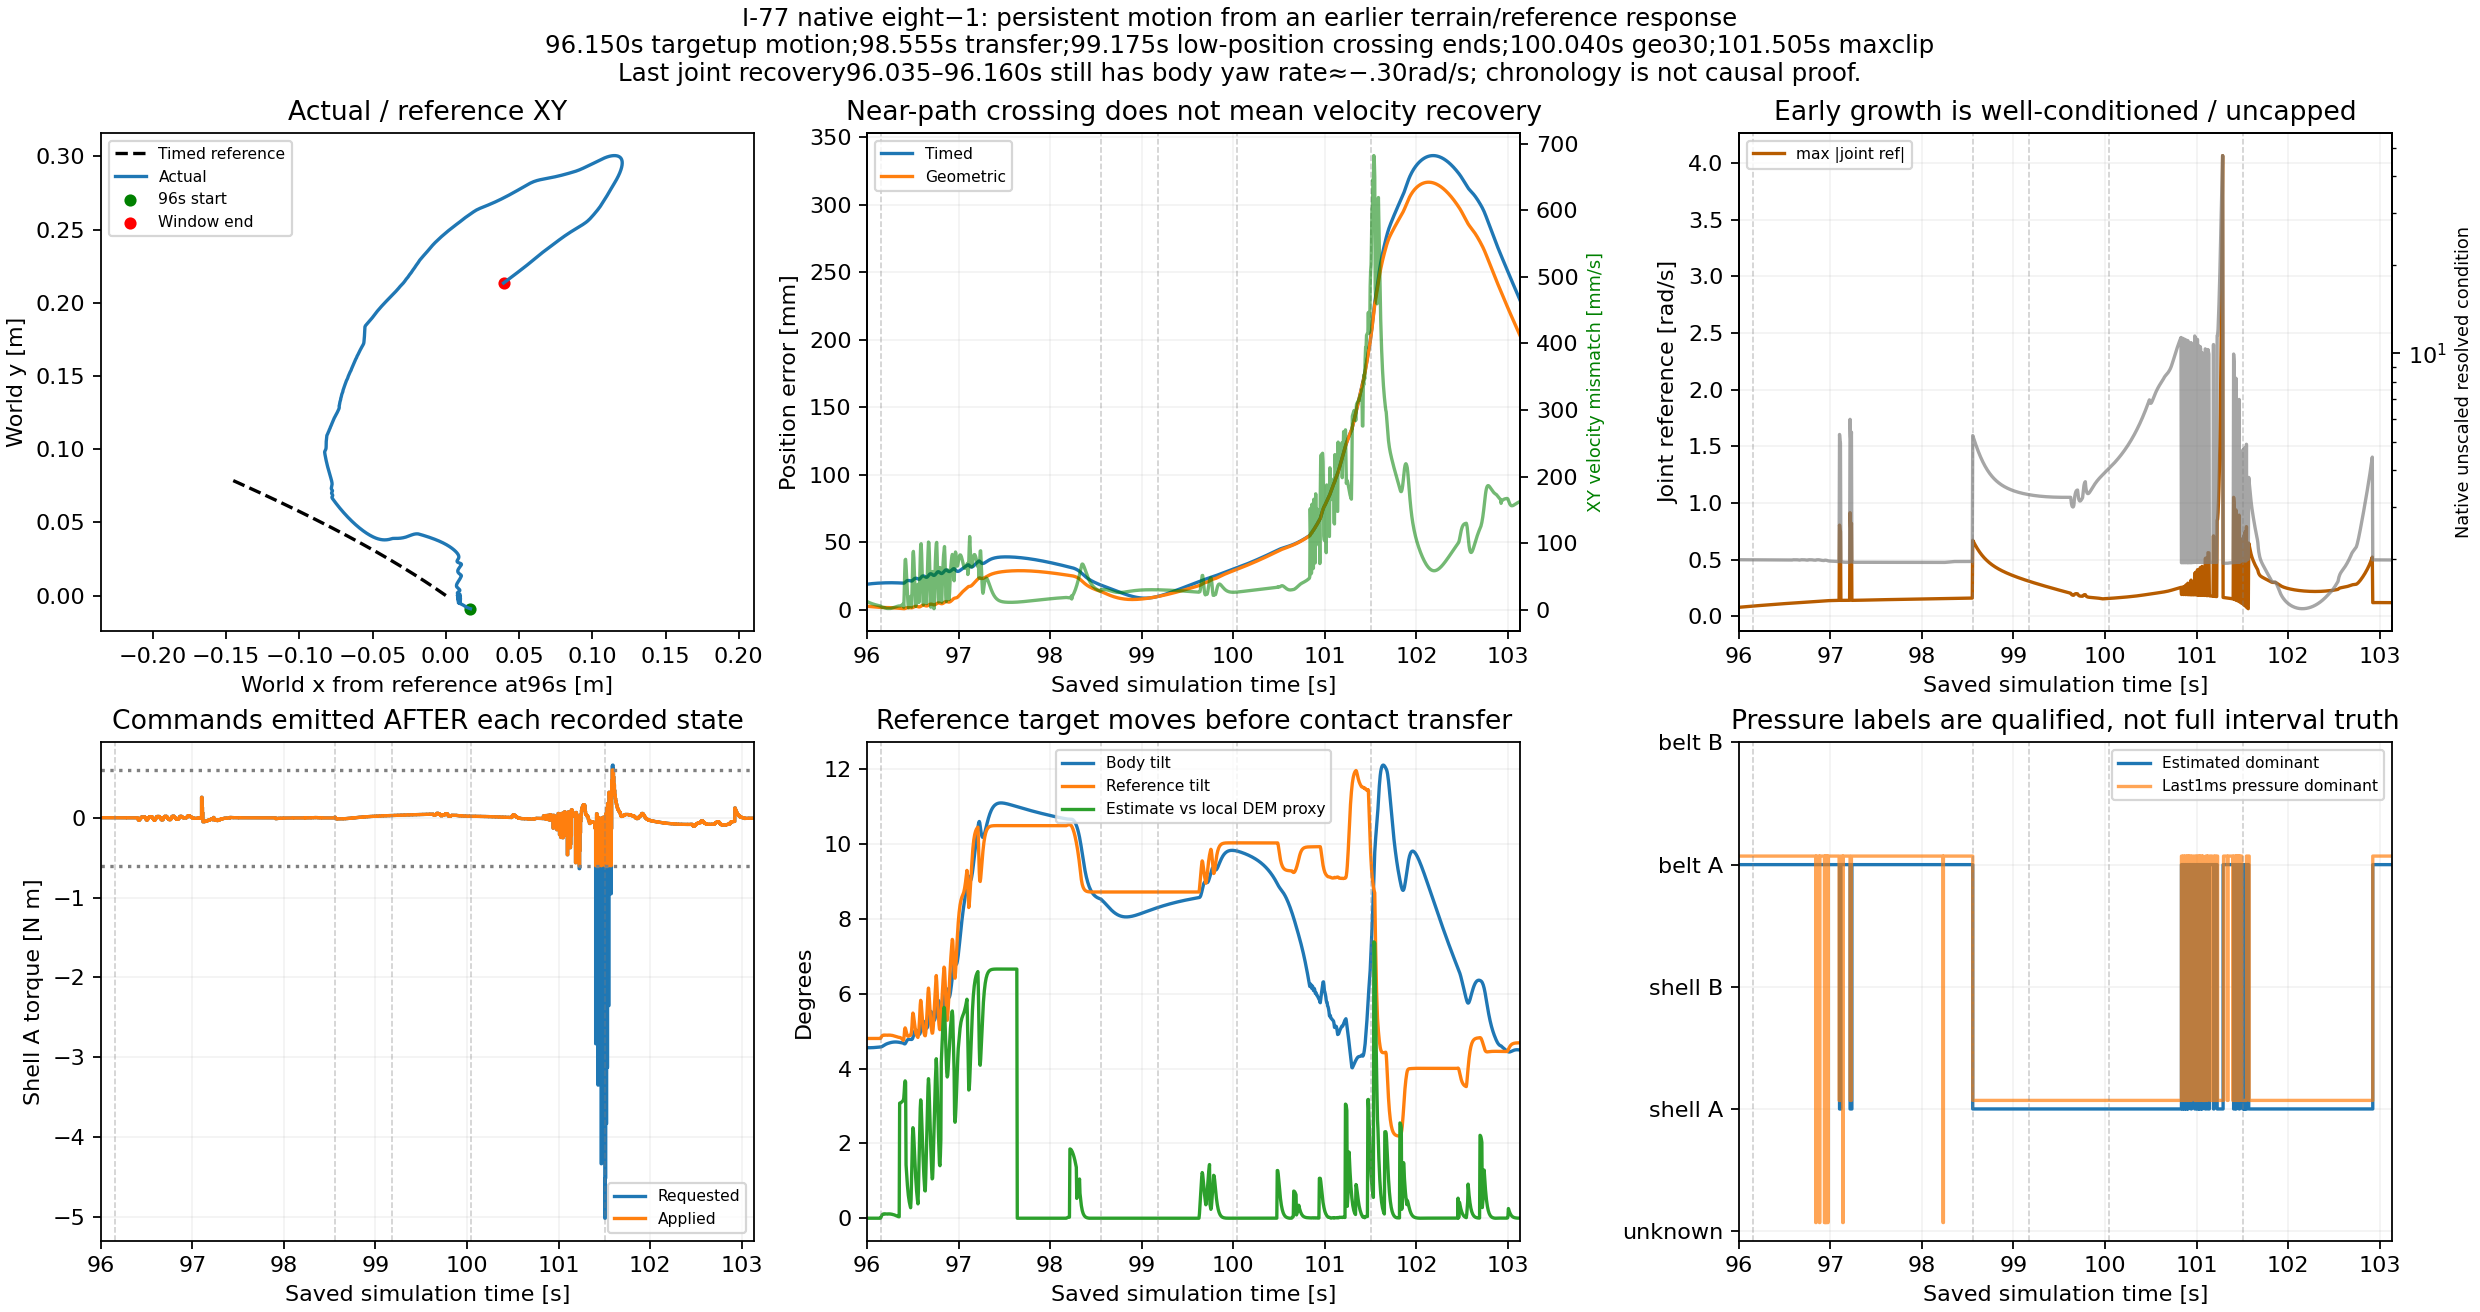 I-77 native eight−1: persistent motion from an earlier terrain/reference response
96.150s targetup motion;98.555s transfer;99.175s low-position crossing ends;100.040s geo30;101.505s maxclip
Last joint recovery96.035–96.160s still has body yaw rate≈−.30rad/s; chronology is not causal proof.
Actual / reference XY
Timed reference
Actual
96s start
Window end
0.30
0.25
0.20
0.15
0.10
0.05
0.00
World y [m]
−0.20 −0.15 −0.10 −0.05 0.00 0.05 0.10 0.15 0.20
World x from reference at96s [m]
Near-path crossing does not mean velocity recovery
Timed
Geometric
350
300
250
200
150
100
50
0
Position error [mm]
700
600
500
400
300
200
100
0
XY velocity mismatch [mm/s]
96 97 98 99 100 101 102 103
Saved simulation time [s]
Early growth is well-conditioned / uncapped
max |joint ref|
4.0
3.5
3.0
2.5
2.0
1.5
1.0
0.5
0.0
Joint reference [rad/s]
10¹
Native unscaled resolved condition
96 97 98 99 100 101 102 103
Saved simulation time [s]
Commands emitted AFTER each recorded state
0
−1
−2
−3
−4
−5
Shell A torque [N m]
Requested
Applied
96 97 98 99 100 101 102 103
Saved simulation time [s]
Reference target moves before contact transfer
Body tilt
Reference tilt
Estimate vs local DEM proxy
12
10
8
6
4
2
0
Degrees
96 97 98 99 100 101 102 103
Saved simulation time [s]
Pressure labels are qualified, not full interval truth
Estimated dominant
Last1ms pressure dominant
belt B
belt A
shell B
shell A
unknown
96 97 98 99 100 101 102 103
Saved simulation time [s]